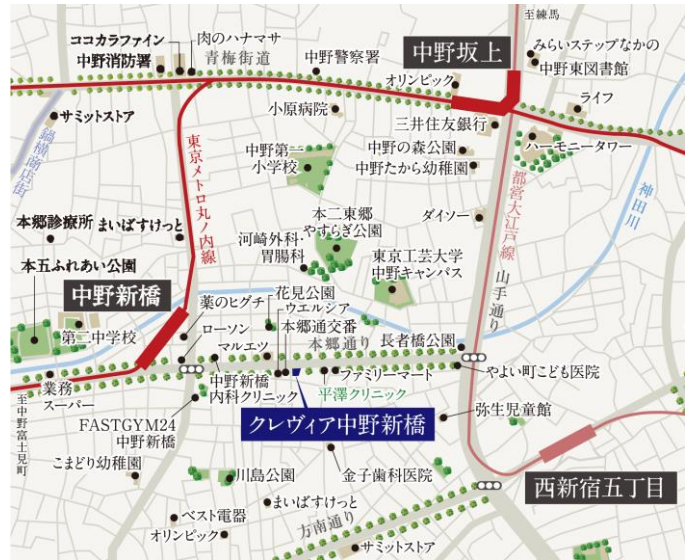 至練馬
ココカラファイン
肉のハナマサ
中野消防署
青梅街道
中野警察署
中野坂上
みらいステップなかの
中野東図書館
オリンピック
サミットストア
小原病院
三井住友銀行
ライフ
鍋横商店街
東京メトロ丸ノ内線
中野第一
小学校
中野の森公園
中野たから幼稚園
ハーモニータワー
都営大江戸線
山手通り
神田川
本郷診療所
まいばすけっと
本二東郷
やすらぎ公園
ダイソー
本五ふれあい公園
河崎外科・
胃腸科
東京工芸大学
中野キャンパス
中野新橋
薬のヒグチ
花見公園
ウエルシア
第二中学校
ローソン
本郷通交番
本郷通り
長者橋公園
マルエツ
業務
スーパー
中野新橋
内科クリニック
ファミリーマート
平澤クリニック
やよい町こども医院
至中野富士見町
FASTGYM24
中野新橋
クレヴィア中野新橋
弥生児童館
こまどり幼稚園
川島公園
金子歯科医院
西新宿五丁目
まいばすけっと
ベスト電器
方南通り
オリンピック
サミットストア